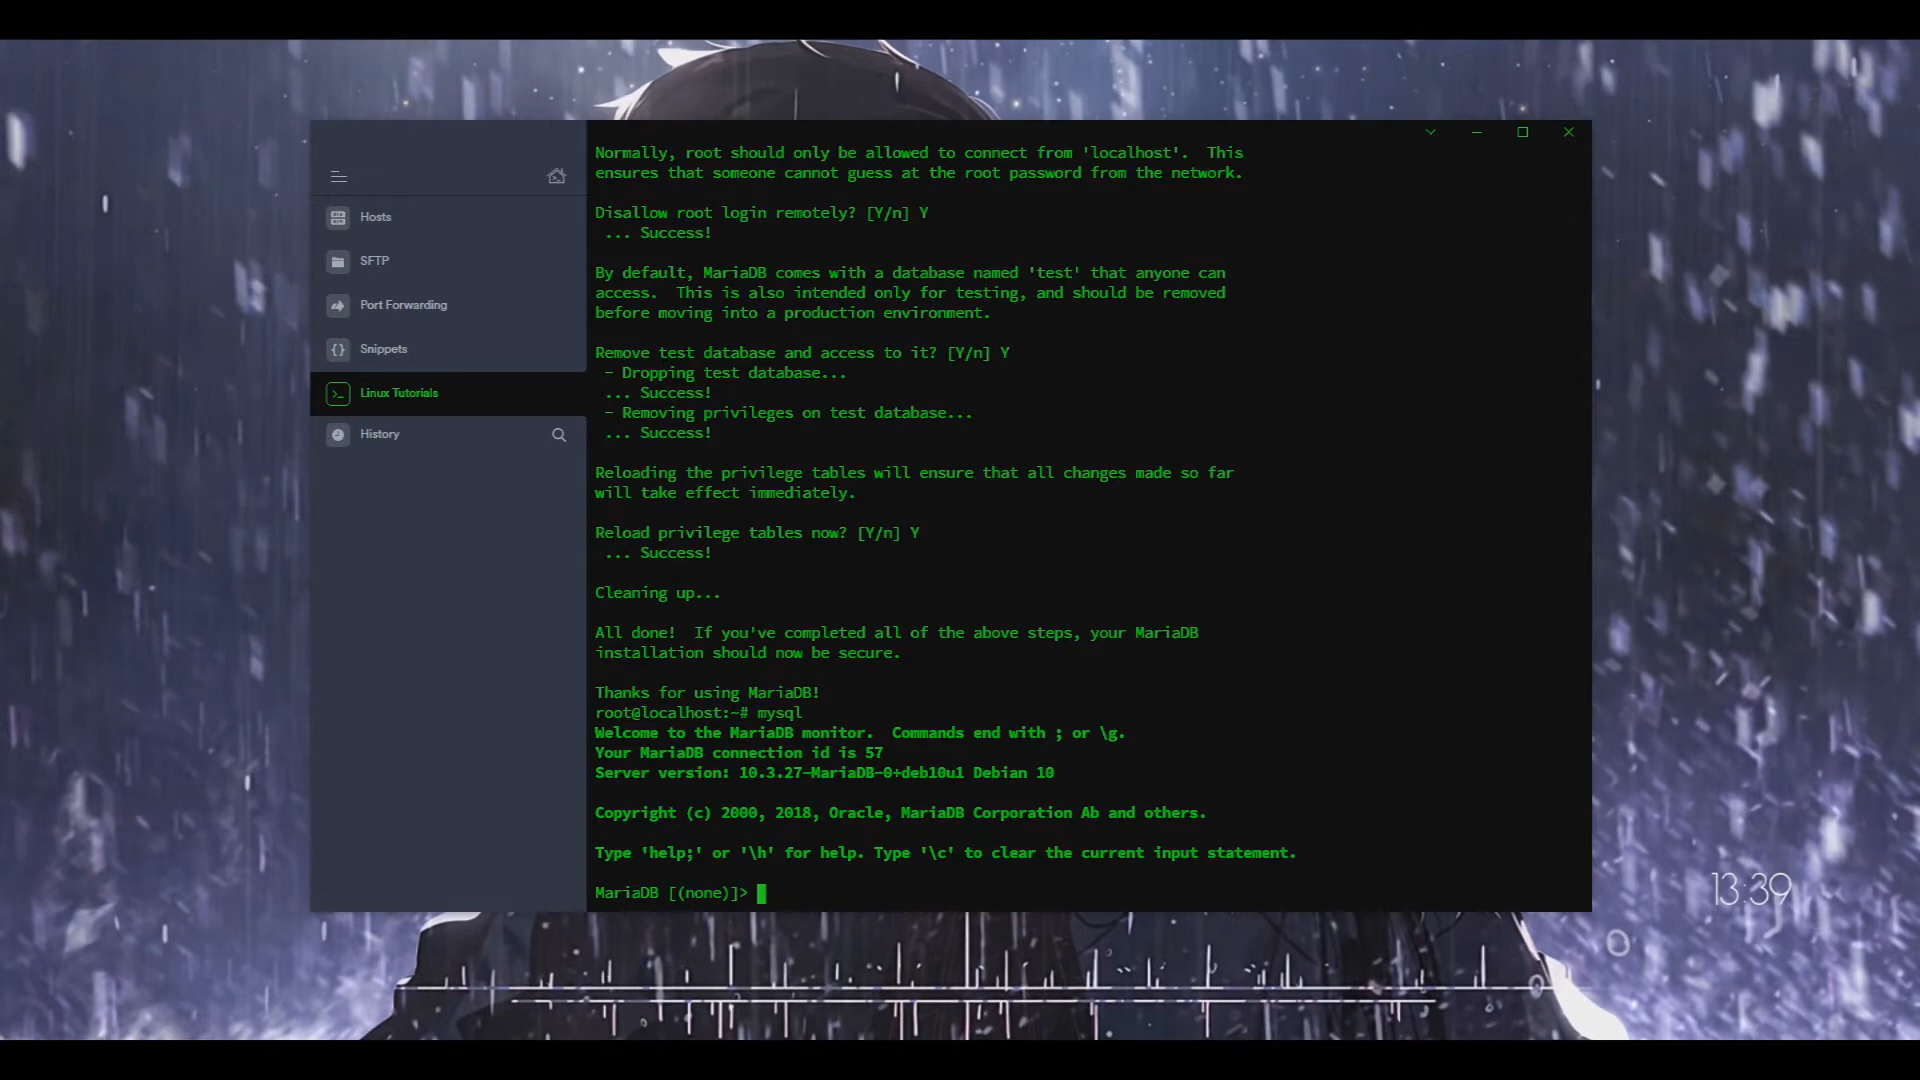 Hosts
SFTP
Port Forwarding
Snippets
Linux Tutorials
History
Normally, root should only be allowed to connect from 'localhost'.  This
ensures that someone cannot guess at the root password from the network.
Disallow root login remotely? [Y/n] Y
... Success!
By default, MariaDB comes with a database named 'test' that anyone can
access.  This is also intended only for testing, and should be removed
before moving into a production environment.
Remove test database and access to it? [Y/n] Y
- Dropping test database...
... Success!
- Removing privileges on test database...
... Success!
Reloading the privilege tables will ensure that all changes made so far
will take effect immediately.
Reload privilege tables now? [Y/n] Y
... Success!
Cleaning up...
All done!  If you've completed all of the above steps, your MariaDB
installation should now be secure.
Thanks for using MariaDB!
root@localhost:~# mysql
Welcome to the MariaDB monitor.  Commands end with ; or \g.
Your MariaDB connection id is 57
Server version: 10.3.27-MariaDB-0+deb10u1 Debian 10
Copyright (c) 2000, 2018, Oracle, MariaDB Corporation Ab and others.
Type 'help;' or '\h' for help. Type '\c' to clear the current input statement.
MariaDB [(none)]>
13:39